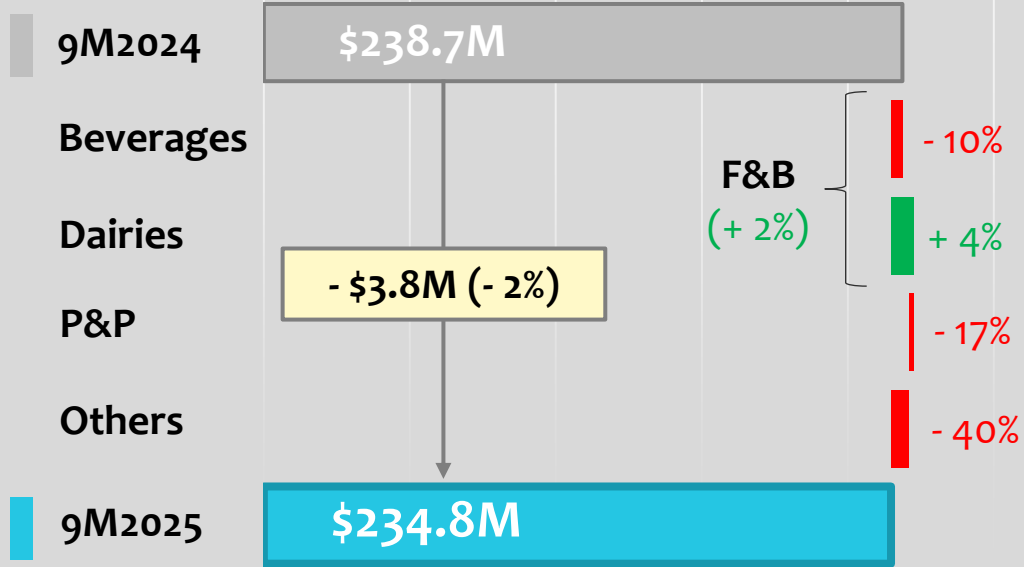 9M2024
$238.7M
Beverages
- 10%
F&B
(+ 2%)
Dairies
+ 4%
- $3.8M (- 2%)
P&P
- 17%
Others
- 40%
9M2025
$234.8M